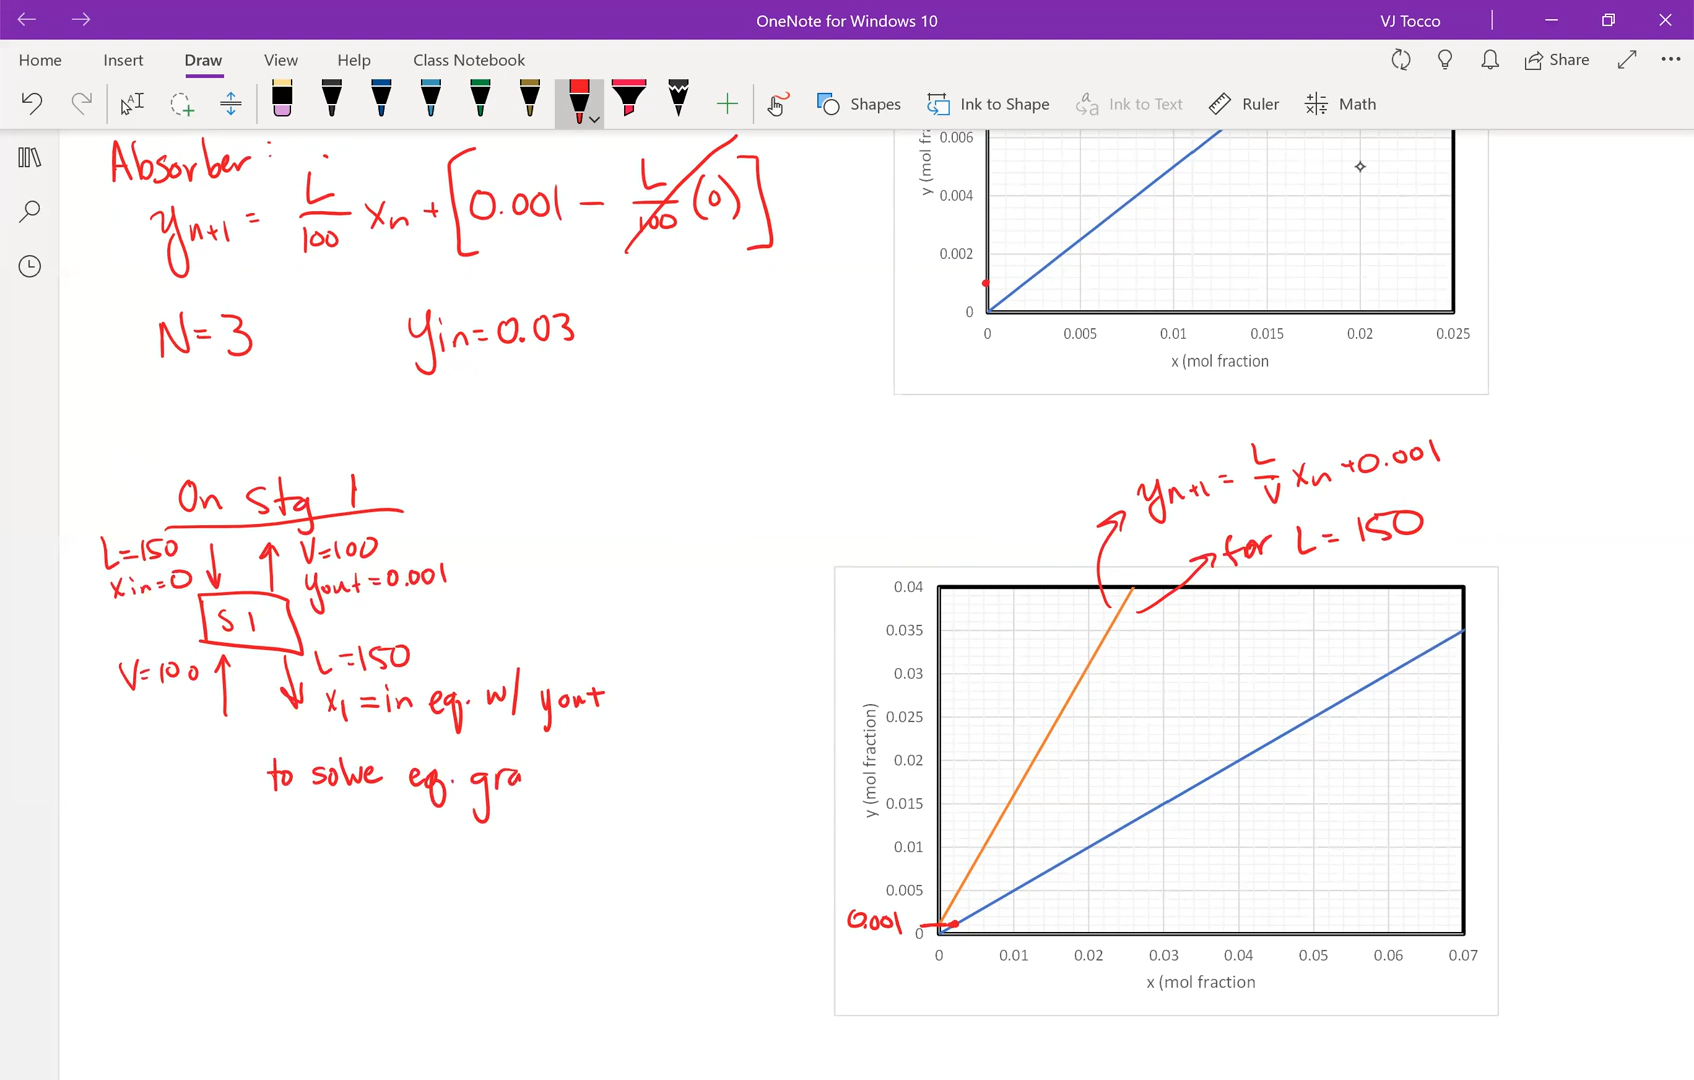 OneNote for Windows 10
VJ Tocco
Home Insert Draw View Help Class Notebook
Share
Shapes Ink to Shape Ink to Text Ruler Math
Absorber:
yn+1 = L/100 xn + [0.001 - L/100 (0)]
N=3 yin=0.03
y (mol fr
0.006
0.004
0.002
0
0 0.005 0.01 0.015 0.02 0.025
x (mol fraction
On Stg 1
L=150 V=100
xin=0 yout=0.001
S1
V=100 L=150
x1 = in eq. w/ yout
to solve eq. gra
yn+1 = L/V xn +0.001
for L = 150
y (mol fraction)
0.04
0.035
0.03
0.025
0.02
0.015
0.01
0.005
0.001
0
0 0.01 0.02 0.03 0.04 0.05 0.06 0.07
x (mol fraction